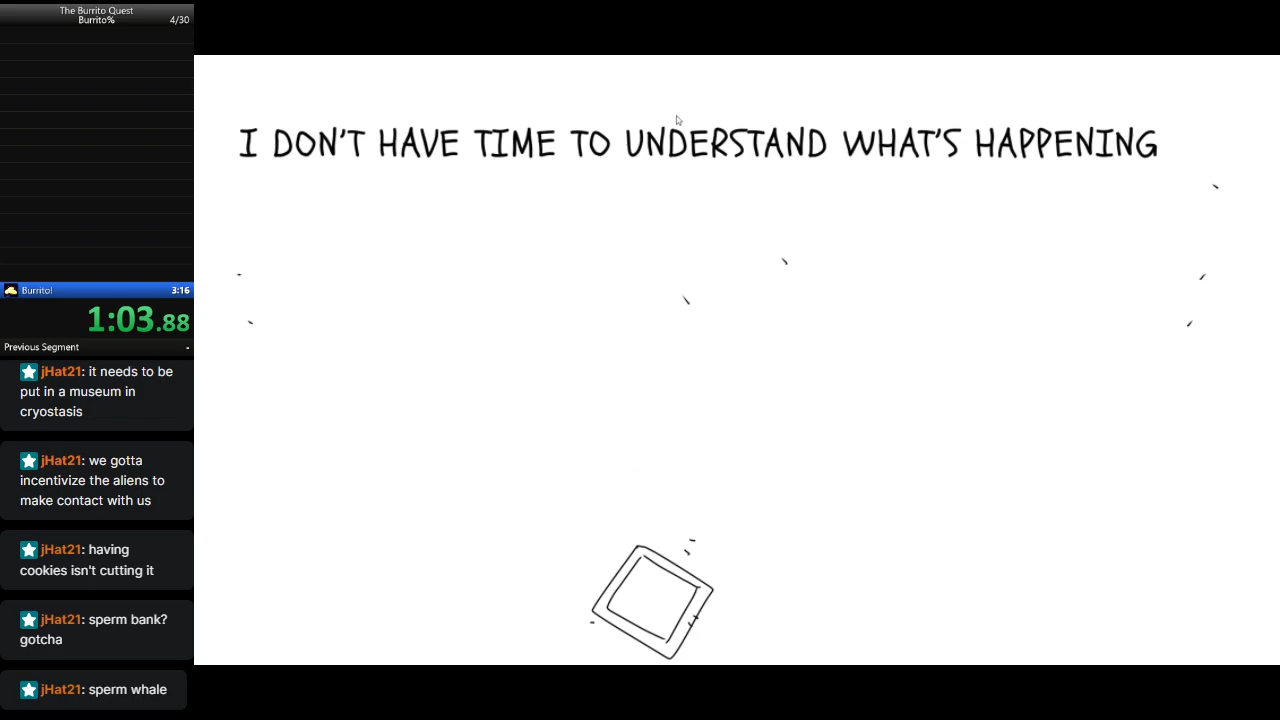 The Burrito Quest
Burrito%
4/30
Burrito!
3:16
1:03.88
Previous Segment
-
jHat21: it needs to be
put in a museum in
cryostasis
jHat21: we gotta
incentivize the aliens to
make contact with us
jHat21: having
cookies isn't cutting it
jHat21: sperm bank?
gotcha
jHat21: sperm whale
I DON'T HAVE TIME TO UNDERSTAND WHAT'S HAPPENING